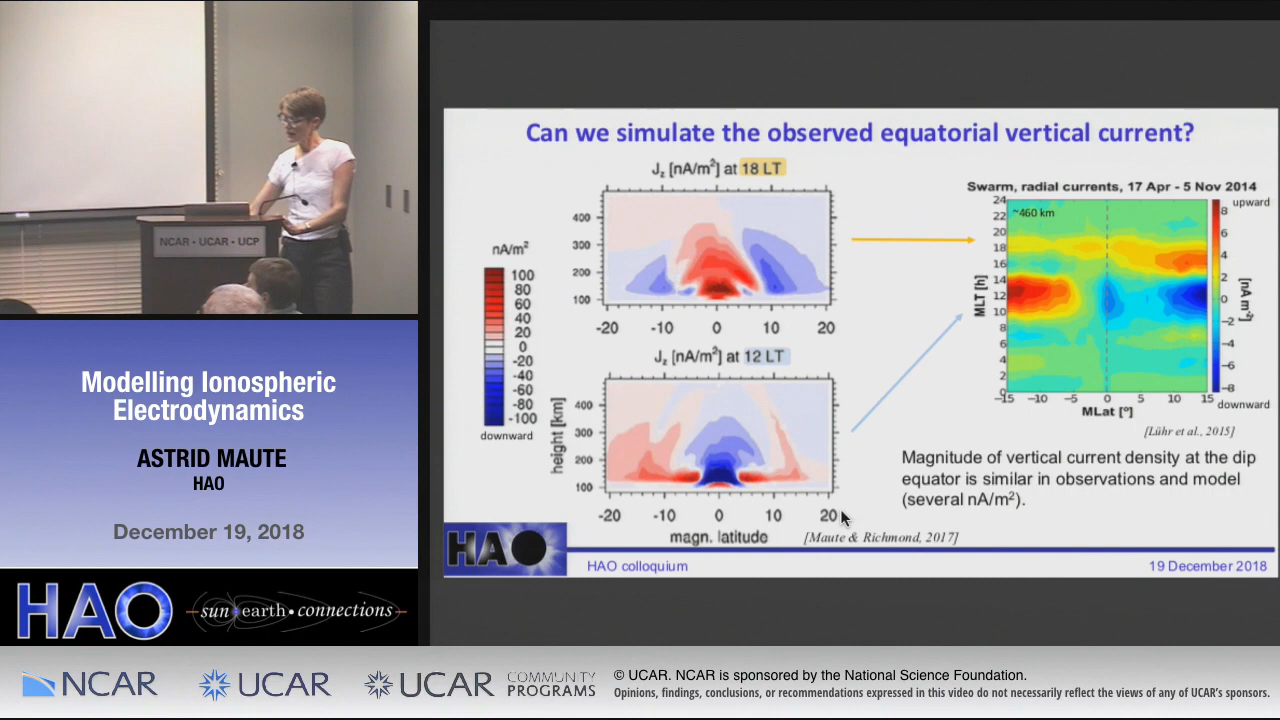 NCAR - UCAR - UCP
Modelling Ionospheric
Electrodynamics
ASTRID MAUTE
HAO
December 19, 2018
HAO
sun • earth • connections
Can we simulate the observed equatorial vertical current?
Jz [nA/m²] at 18 LT
400
300
200
100
-20 -10 0 10 20
nA/m²
100
80
60
40
20
0
-20
-40
-60
-80
-100
downward
Jz [nA/m²] at 12 LT
height [km]
400
300
200
100
-20 -10 0 10 20
magn. latitude
[Maute & Richmond, 2017]
Swarm, radial currents, 17 Apr - 5 Nov 2014
~460 km
MLT [h]
24
22
20
18
16
14
12
10
8
6
4
2
0
−15 −10 −5 0 5 10 15
MLat [º]
upward
8
6
4
2
0
−2
−4
−6
−8
[nA m⁻²]
downward
[Lühr et al., 2015]
Magnitude of vertical current density at the dip
equator is similar in observations and model
(several nA/m²).
HAO
HAO colloquium
19 December 2018
NCAR
UCAR
UCAR
COMMUNITY
PROGRAMS
© UCAR. NCAR is sponsored by the National Science Foundation.
Opinions, findings, conclusions, or recommendations expressed in this video do not necessarily reflect the views of any of UCAR's sponsors.